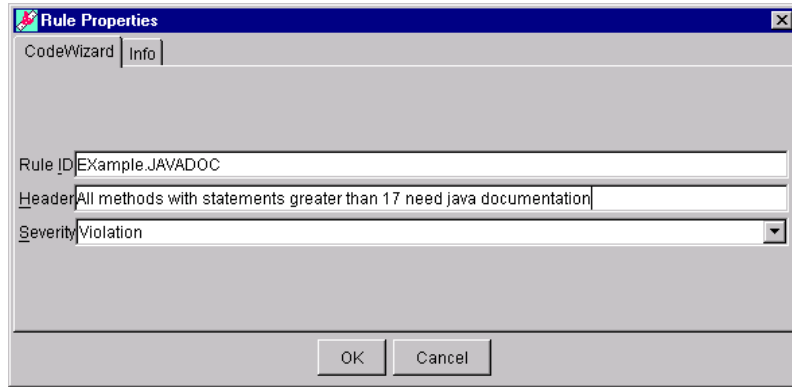 Rule Properties
CodeWizard Info
Rule ID EXample.JAVADOC
Header All methods with statements greater than 17 need java documentation
Severity Violation
OK Cancel